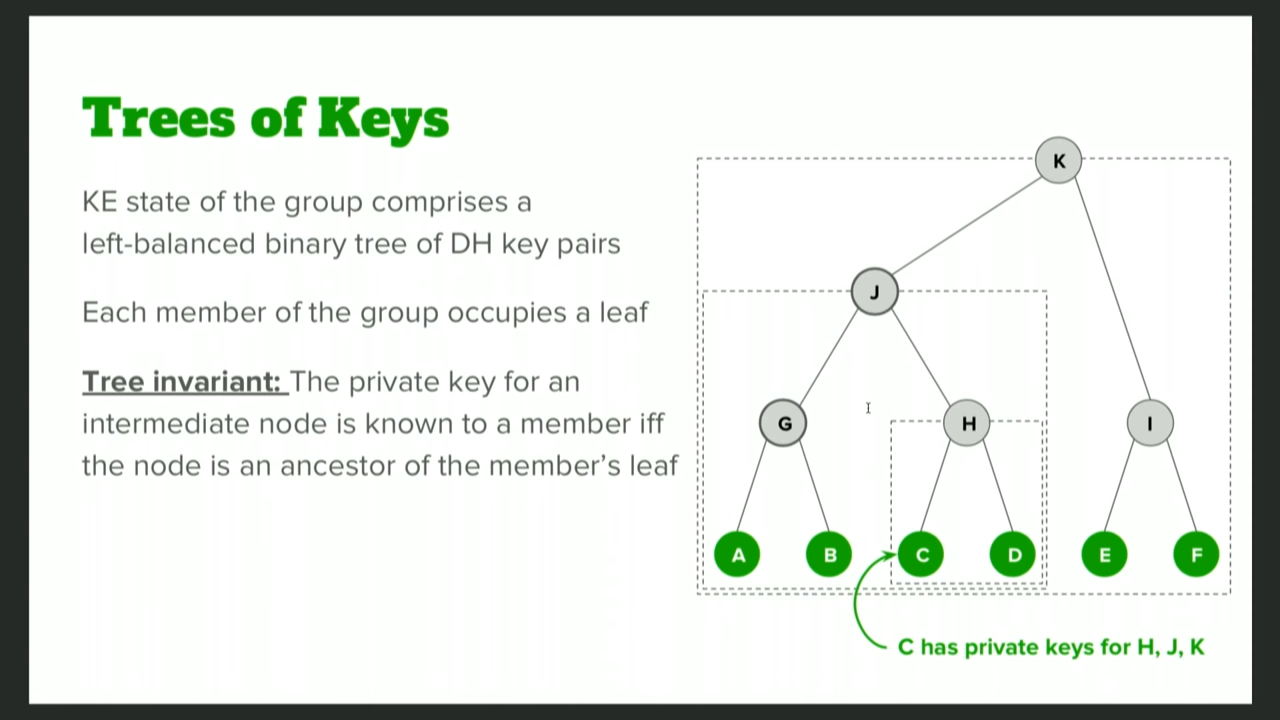 Trees of Keys
KE state of the group comprises a
left-balanced binary tree of DH key pairs
Each member of the group occupies a leaf
Tree invariant: The private key for an
intermediate node is known to a member iff
the node is an ancestor of the member’s leaf
K
J
G
H
I
A
B
C
D
E
F
C has private keys for H, J, K